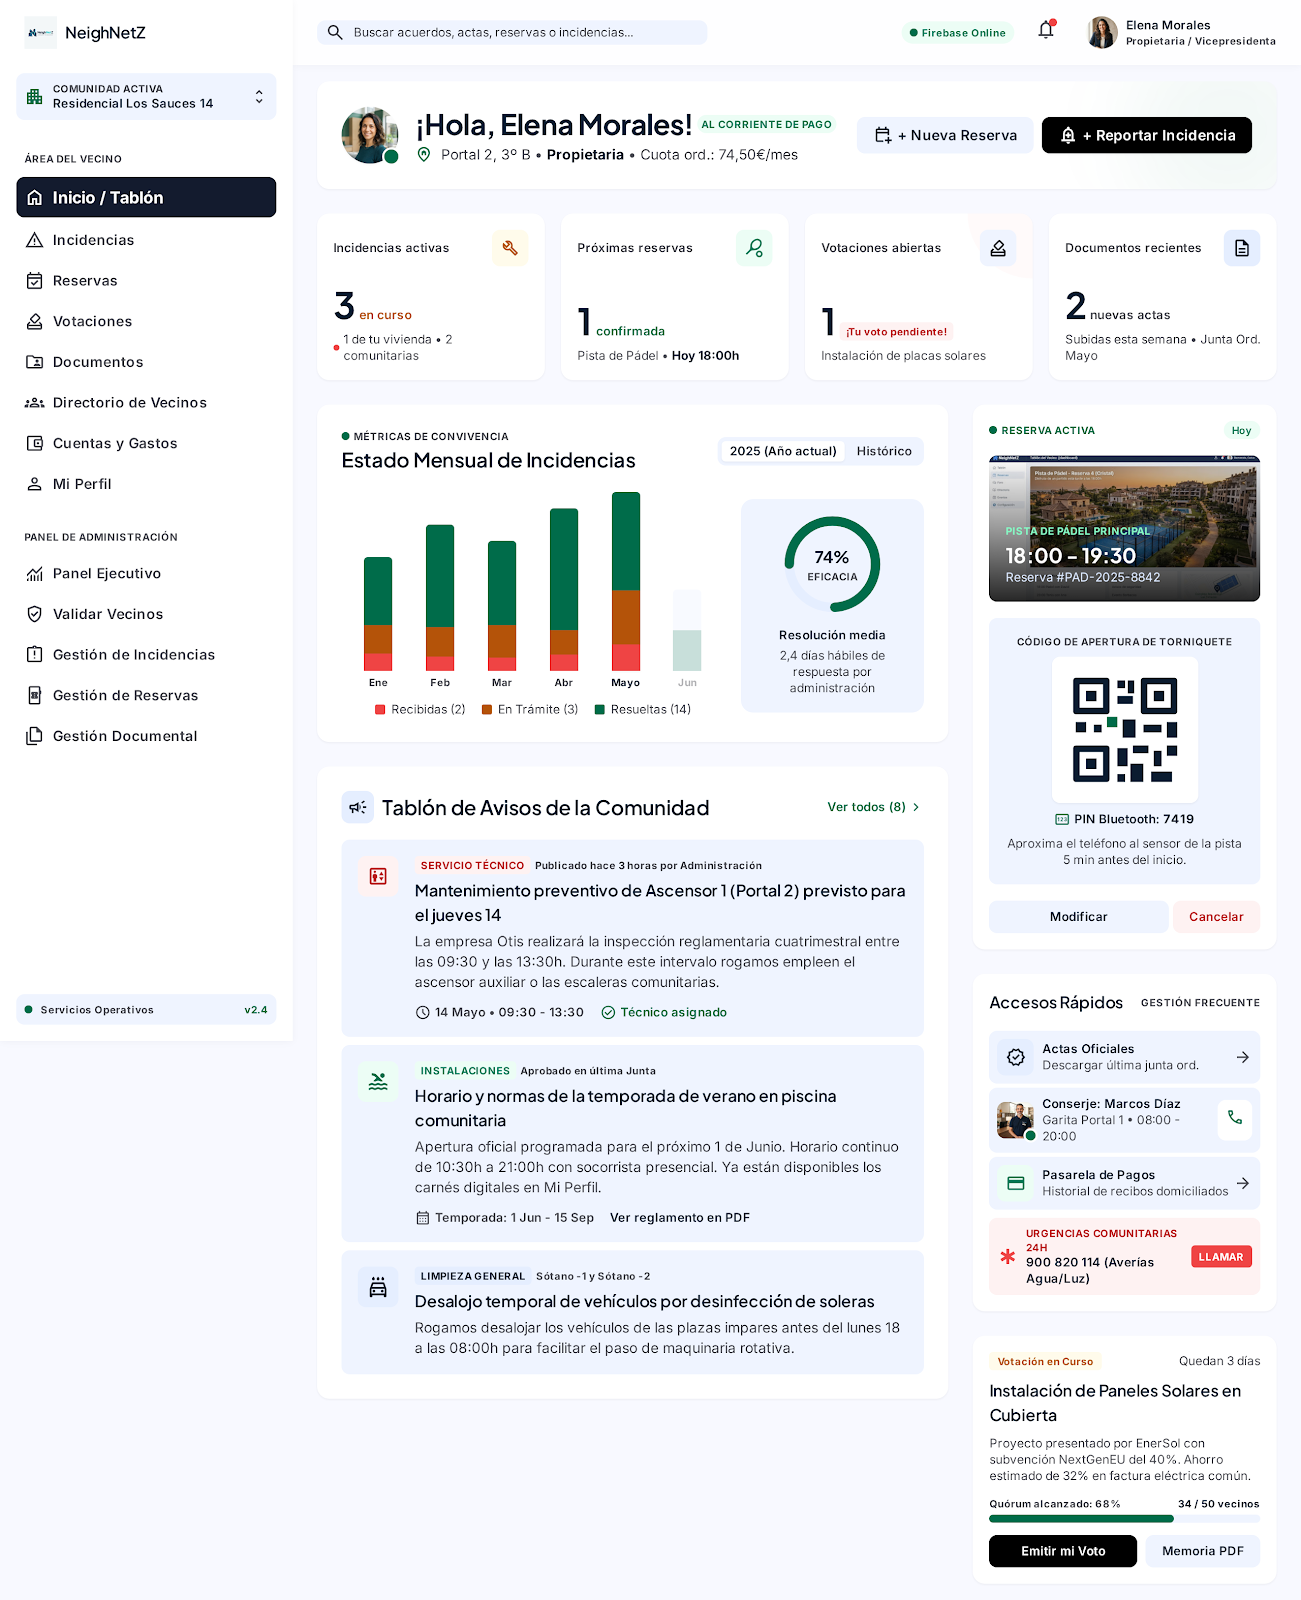 NeighNetZ
COMUNIDAD ACTIVA
Residencial Los Sauces 14
ÁREA DEL VECINO
Inicio / Tablón
Incidencias
Reservas
Votaciones
Documentos
Directorio de Vecinos
Cuentas y Gastos
Mi Perfil
PANEL DE ADMINISTRACIÓN
Panel Ejecutivo
Validar Vecinos
Gestión de Incidencias
Gestión de Reservas
Gestión Documental
Servicios Operativos
v2.4
Buscar acuerdos, actas, reservas o incidencias...
Firebase Online
Elena Morales
Propietaria / Vicepresidenta
¡Hola, Elena Morales!
AL CORRIENTE DE PAGO
Portal 2, 3º B • Propietaria • Cuota ord.: 74,50€/mes
+ Nueva Reserva
+ Reportar Incidencia
Incidencias activas
3 en curso
1 de tu vivienda • 2
comunitarias
Próximas reservas
1 confirmada
Pista de Pádel • Hoy 18:00h
Votaciones abiertas
1 ¡Tu voto pendiente!
Instalación de placas solares
Documentos recientes
2 nuevas actas
Subidas esta semana • Junta Ord.
Mayo
MÉTRICAS DE CONVIVENCIA
Estado Mensual de Incidencias
2025 (Año actual)
Histórico
Ene
Feb
Mar
Abr
Mayo
Jun
Recibidas (2)
En Trámite (3)
Resueltas (14)
74%
EFICACIA
Resolución media
2,4 días hábiles de
respuesta por
administración
Tablón de Avisos de la Comunidad
Ver todos (8)
SERVICIO TÉCNICO
Publicado hace 3 horas por Administración
Mantenimiento preventivo de Ascensor 1 (Portal 2) previsto para
el jueves 14
La empresa Otis realizará la inspección reglamentaria cuatrimestral entre
las 09:30 y las 13:30h. Durante este intervalo rogamos empleen el
ascensor auxiliar o las escaleras comunitarias.
14 Mayo • 09:30 - 13:30
Técnico asignado
INSTALACIONES
Aprobado en última Junta
Horario y normas de la temporada de verano en piscina
comunitaria
Apertura oficial programada para el próximo 1 de Junio. Horario continuo
de 10:30h a 21:00h con socorrista presencial. Ya están disponibles los
carnés digitales en Mi Perfil.
Temporada: 1 Jun - 15 Sep
Ver reglamento en PDF
LIMPIEZA GENERAL
Sótano -1 y Sótano -2
Desalojo temporal de vehículos por desinfección de soleras
Rogamos desalojar los vehículos de las plazas impares antes del lunes 18
a las 08:00h para facilitar el paso de maquinaria rotativa.
RESERVA ACTIVA
Hoy
NeighNetZ
Pista de Pádel - Reserva 4 (Cristal)
PISTA DE PÁDEL PRINCIPAL
18:00 – 19:30
Reserva #PAD-2025-8842
CÓDIGO DE APERTURA DE TORNIQUETE
PIN Bluetooth: 7419
Aproxima el teléfono al sensor de la pista
5 min antes del inicio.
Modificar
Cancelar
Accesos Rápidos
GESTIÓN FRECUENTE
Actas Oficiales
Descargar última junta ord.
Conserje: Marcos Díaz
Garita Portal 1 • 08:00 -
20:00
Pasarela de Pagos
Historial de recibos domiciliados
URGENCIAS COMUNITARIAS
24H
900 820 114 (Averías
Agua/Luz)
LLAMAR
Votación en Curso
Quedan 3 días
Instalación de Paneles Solares en
Cubierta
Proyecto presentado por EnerSol con
subvención NextGenEU del 40%. Ahorro
estimado de 32% en factura eléctrica común.
Quórum alcanzado: 68%
34 / 50 vecinos
Emitir mi Voto
Memoria PDF